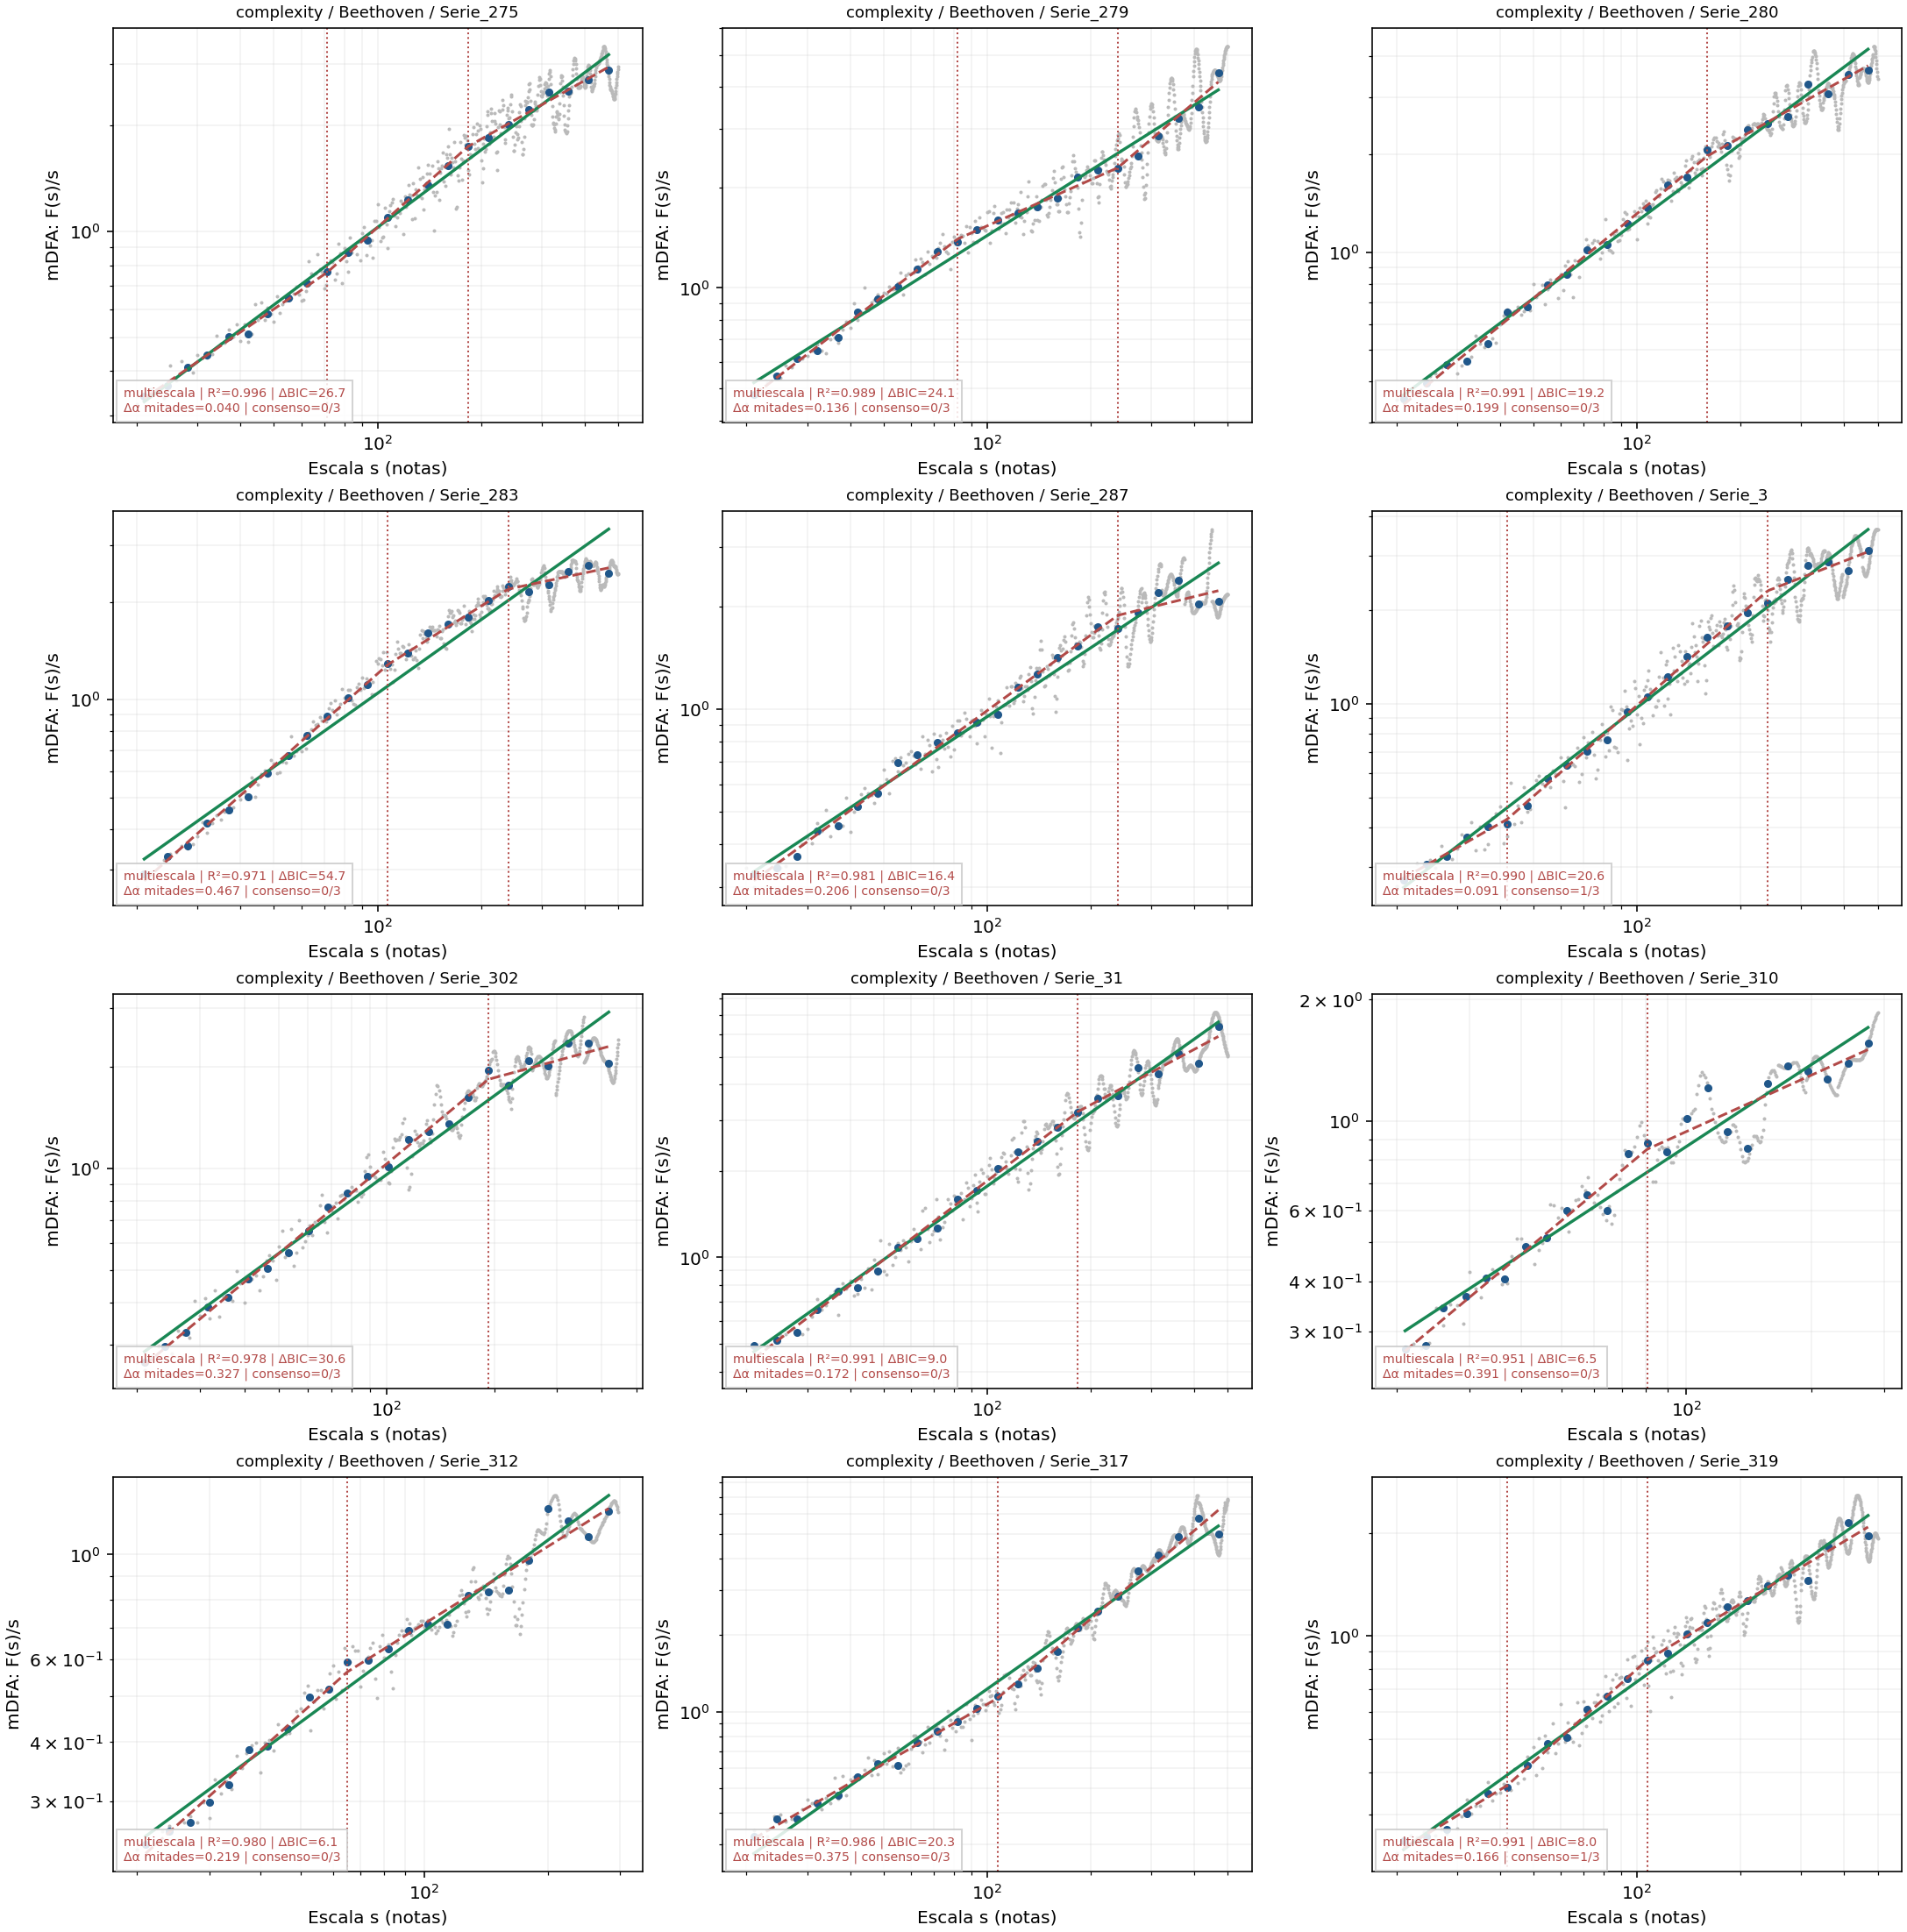 complexity / Beethoven / Serie_275
mDFA: F(s)/s
10⁰
multiescala | R²=0.996 | ΔBIC=26.7
Δα mitades=0.040 | consenso=0/3
10²
Escala s (notas)
complexity / Beethoven / Serie_279
mDFA: F(s)/s
10⁰
multiescala | R²=0.989 | ΔBIC=24.1
Δα mitades=0.136 | consenso=0/3
10²
Escala s (notas)
complexity / Beethoven / Serie_280
mDFA: F(s)/s
10⁰
multiescala | R²=0.991 | ΔBIC=19.2
Δα mitades=0.199 | consenso=0/3
10²
Escala s (notas)
complexity / Beethoven / Serie_283
mDFA: F(s)/s
10⁰
multiescala | R²=0.971 | ΔBIC=54.7
Δα mitades=0.467 | consenso=0/3
10²
Escala s (notas)
complexity / Beethoven / Serie_287
mDFA: F(s)/s
10⁰
multiescala | R²=0.981 | ΔBIC=16.4
Δα mitades=0.206 | consenso=0/3
10²
Escala s (notas)
complexity / Beethoven / Serie_3
mDFA: F(s)/s
10⁰
multiescala | R²=0.990 | ΔBIC=20.6
Δα mitades=0.091 | consenso=1/3
10²
Escala s (notas)
complexity / Beethoven / Serie_302
mDFA: F(s)/s
10⁰
multiescala | R²=0.978 | ΔBIC=30.6
Δα mitades=0.327 | consenso=0/3
10²
Escala s (notas)
complexity / Beethoven / Serie_31
mDFA: F(s)/s
10⁰
multiescala | R²=0.991 | ΔBIC=9.0
Δα mitades=0.172 | consenso=0/3
10²
Escala s (notas)
complexity / Beethoven / Serie_310
mDFA: F(s)/s
2 × 10⁰
10⁰
6 × 10⁻¹
4 × 10⁻¹
3 × 10⁻¹
multiescala | R²=0.951 | ΔBIC=6.5
Δα mitades=0.391 | consenso=0/3
10²
Escala s (notas)
complexity / Beethoven / Serie_312
mDFA: F(s)/s
10⁰
6 × 10⁻¹
4 × 10⁻¹
3 × 10⁻¹
multiescala | R²=0.980 | ΔBIC=6.1
Δα mitades=0.219 | consenso=0/3
10²
Escala s (notas)
complexity / Beethoven / Serie_317
mDFA: F(s)/s
10⁰
multiescala | R²=0.986 | ΔBIC=20.3
Δα mitades=0.375 | consenso=0/3
10²
Escala s (notas)
complexity / Beethoven / Serie_319
mDFA: F(s)/s
10⁰
multiescala | R²=0.991 | ΔBIC=8.0
Δα mitades=0.166 | consenso=1/3
10²
Escala s (notas)